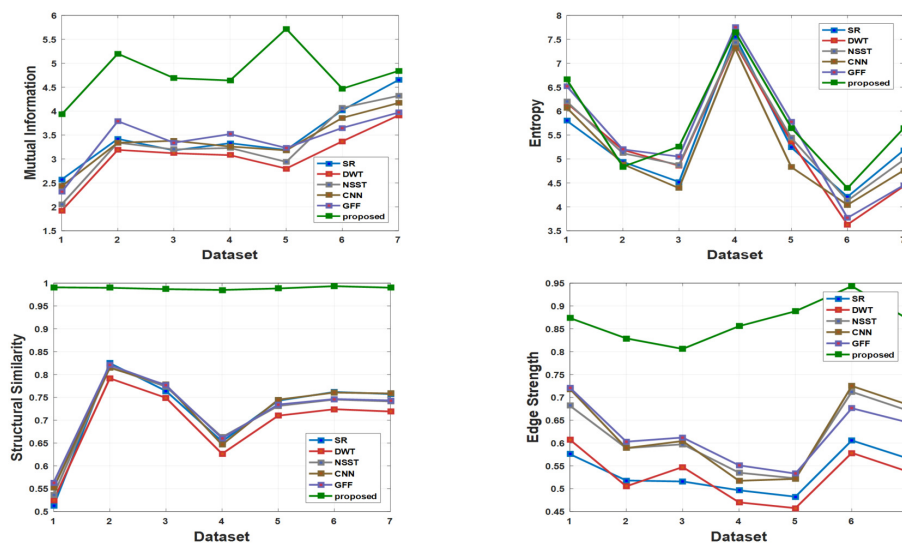 6
5.5
5
4.5
4
3.5
3
2.5
2
1.5
Mutual Information
1 2 3 4 5 6 7
Dataset
SR
DWT
NSST
CNN
GFF
proposed
8
7.5
7
6.5
6
5.5
5
4.5
4
3.5
Entropy
1 2 3 4 5 6
Dataset
SR
DWT
NSST
CNN
GFF
proposed
1
0.95
0.9
0.85
0.8
0.75
0.7
0.65
0.6
0.55
0.5
Structural Similarity
1 2 3 4 5 6 7
Dataset
SR
DWT
NSST
CNN
GFF
proposed
0.95
0.9
0.85
0.8
0.75
0.7
0.65
0.6
0.55
0.5
0.45
Edge Strength
1 2 3 4 5 6
Dataset
SR
DWT
NSST
CNN
GFF
proposed